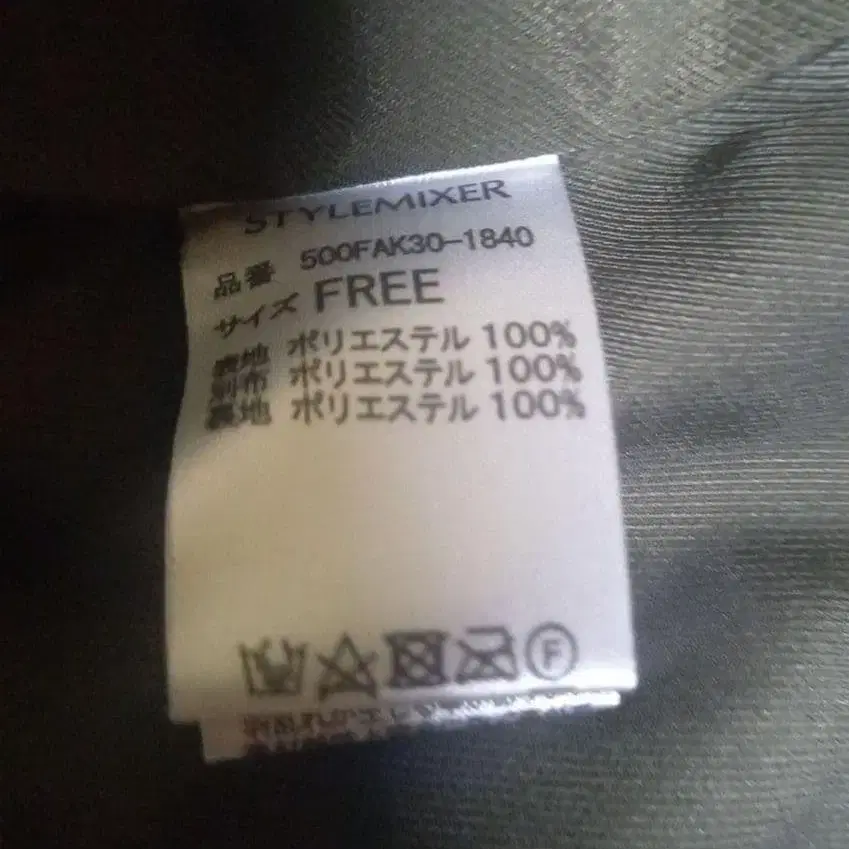 STYLEMIXER
品番 500FAK30-1840
サイズ FREE
表地 ポリエステル 100%
別布 ポリエステル 100%
裏地 ポリエステル 100%
F